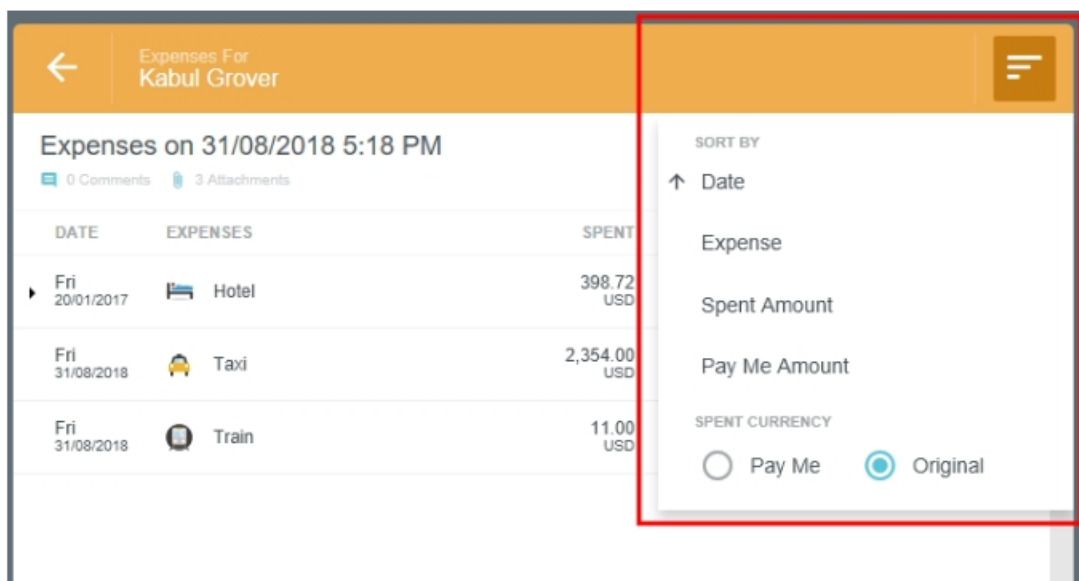 Expenses For
Kabul Grover
Expenses on 31/08/2018 5:18 PM
0 Comments 3 Attachments
DATE EXPENSES SPENT
Fri
20/01/2017
Hotel
398.72
USD
Fri
31/08/2018
Taxi
2,354.00
USD
Fri
31/08/2018
Train
11.00
USD
SORT BY
Date
Expense
Spent Amount
Pay Me Amount
SPENT CURRENCY
Pay Me Original